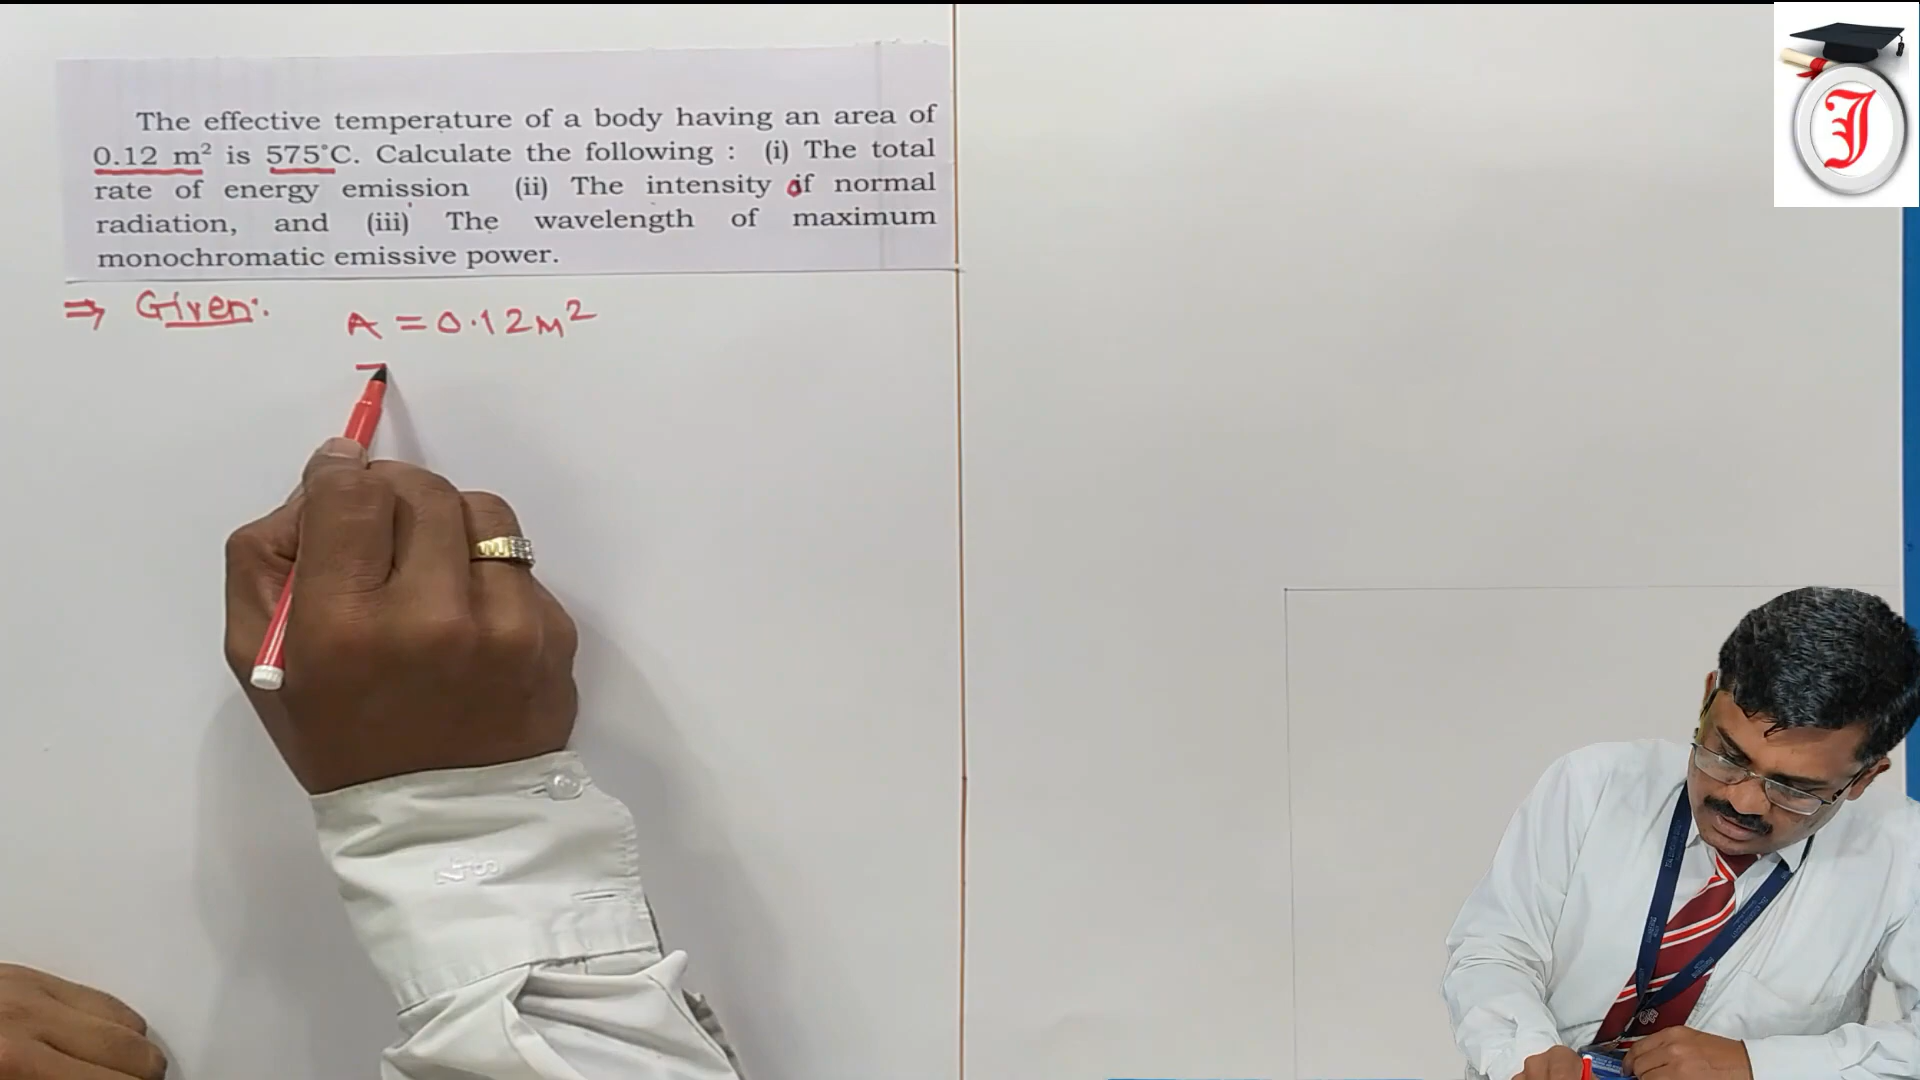 The effective temperature of a body having an area of
0.12 m² is 575°C. Calculate the following : (i) The total
rate of energy emission (ii) The intensity of normal
radiation, and (iii) The wavelength of maximum
monochromatic emissive power.
⇒ Given:
A = 0.12 m²
J